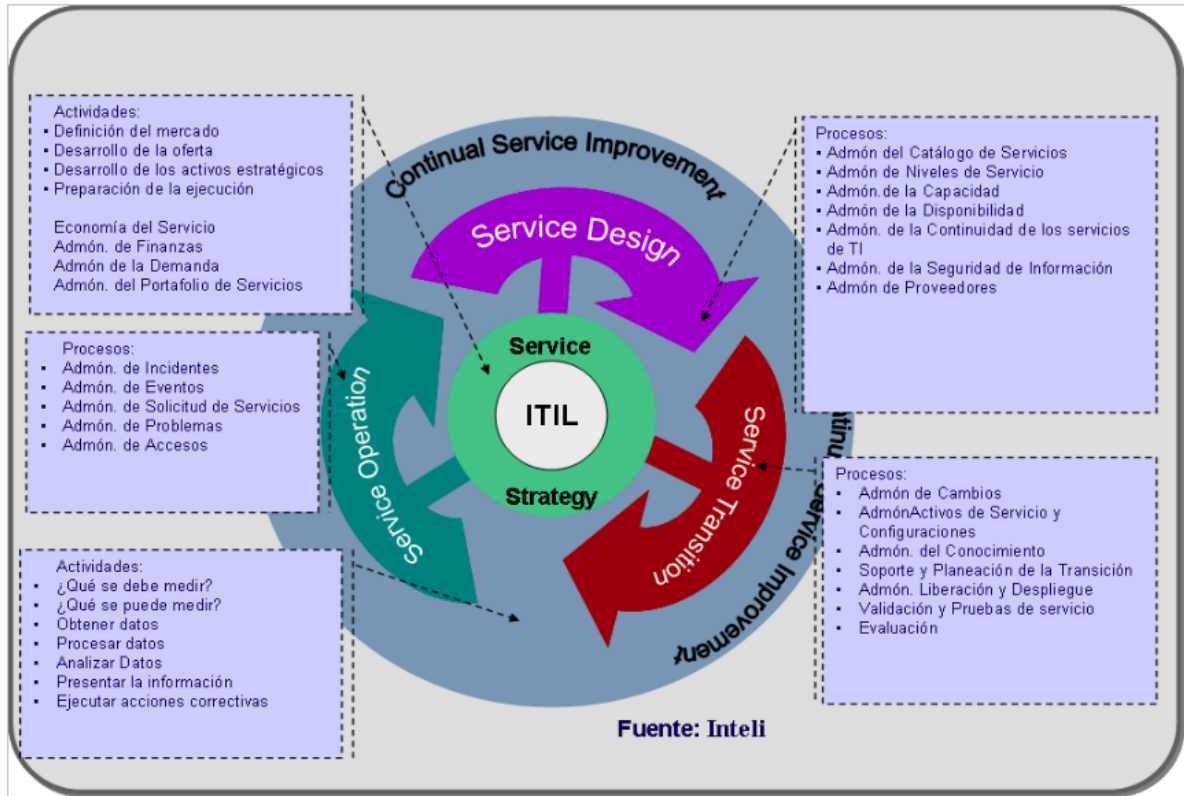 Actividades:
▪ Definición del mercado
▪ Desarrollo de la oferta
▪ Desarrollo de los activos estratégicos
▪ Preparación de la ejecución
Economía del Servicio
Admón. de Finanzas
Admón de la Demanda
Admón. del Portafolio de Servicios
Procesos:
▪ Admón. de Incidentes
▪ Admón. de Eventos
▪ Admón. de Solicitud de Servicios
▪ Admón. de Problemas
▪ Admón. de Accesos
Actividades:
▪ ¿Qué se debe medir?
▪ ¿Qué se puede medir?
▪ Obtener datos
▪ Procesar datos
▪ Analizar Datos
▪ Presentar la información
▪ Ejecutar acciones correctivas
Continual Service Improvement
Service Design
Service
ITIL
Strategy
Service Operation
Service Transition
tinu Service Improvement
Procesos:
▪ Admón del Catálogo de Servicios
▪ Admón de Niveles de Servicio
▪ Admón.de la Capacidad
▪ Admón de la Disponibilidad
▪ Admón. de la Continuidad de los servicios
de TI
▪ Admón. de la Seguridad de Información
▪ Admón de Proveedores
Procesos:
▪ Admón de Cambios
▪ AdmónActivos de Servicio y
Configuraciones
▪ Admón. del Conocimiento
▪ Soporte y Planeación de la Transición
▪ Admón. Liberación y Despliegue
▪ Validación y Pruebas de servicio
▪ Evaluación
Fuente: Inteli